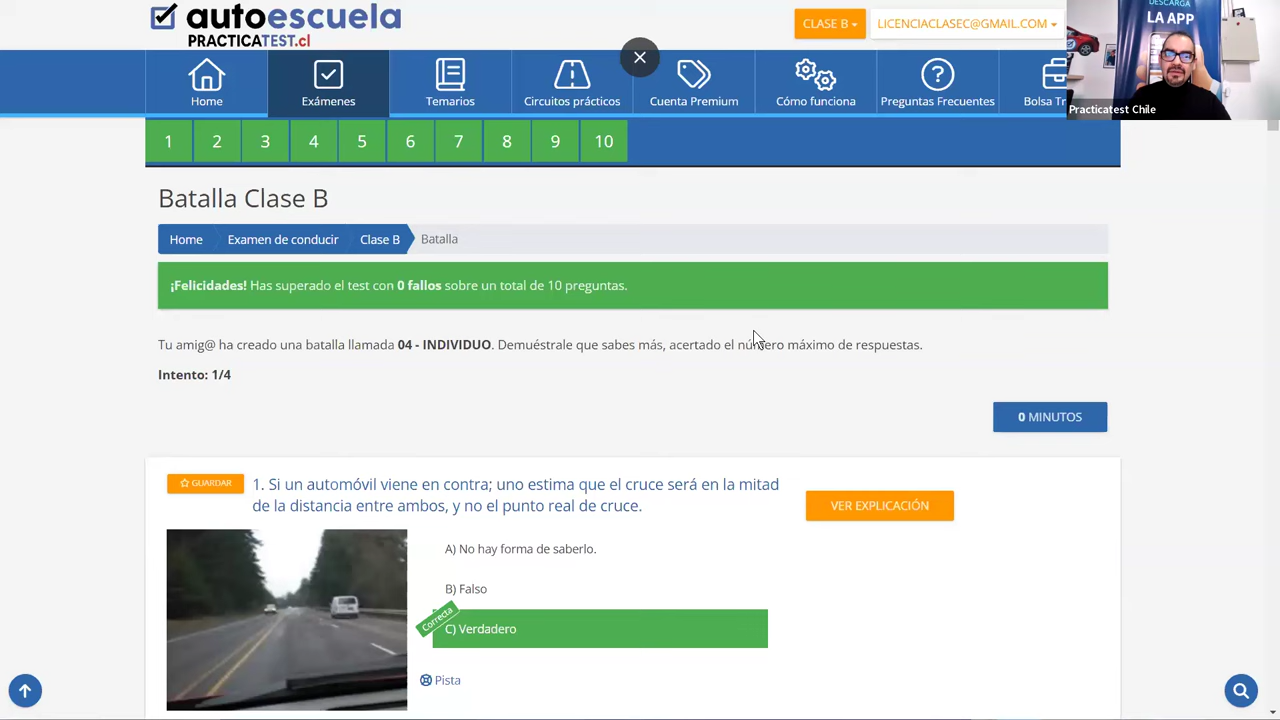 autoescuela
PRACTICATEST.cl
CLASE B
LICENCIACLASEC@GMAIL.COM
DESCARGA
LA APP
Practicatest Chile
Home
Exámenes
Temarios
Circuitos prácticos
Cuenta Premium
Cómo funciona
Preguntas Frecuentes
Bolsa Tr
1 2 3 4 5 6 7 8 9 10
Batalla Clase B
Home Examen de conducir Clase B Batalla
¡Felicidades! Has superado el test con 0 fallos sobre un total de 10 preguntas.
Tu amig@ ha creado una batalla llamada 04 - INDIVIDUO. Demuéstrale que sabes más, acertado el número máximo de respuestas.
Intento: 1/4
0 MINUTOS
GUARDAR
1. Si un automóvil viene en contra; uno estima que el cruce será en la mitad
de la distancia entre ambos, y no el punto real de cruce.
VER EXPLICACIÓN
A) No hay forma de saberlo.
B) Falso
Correcta
C) Verdadero
Pista